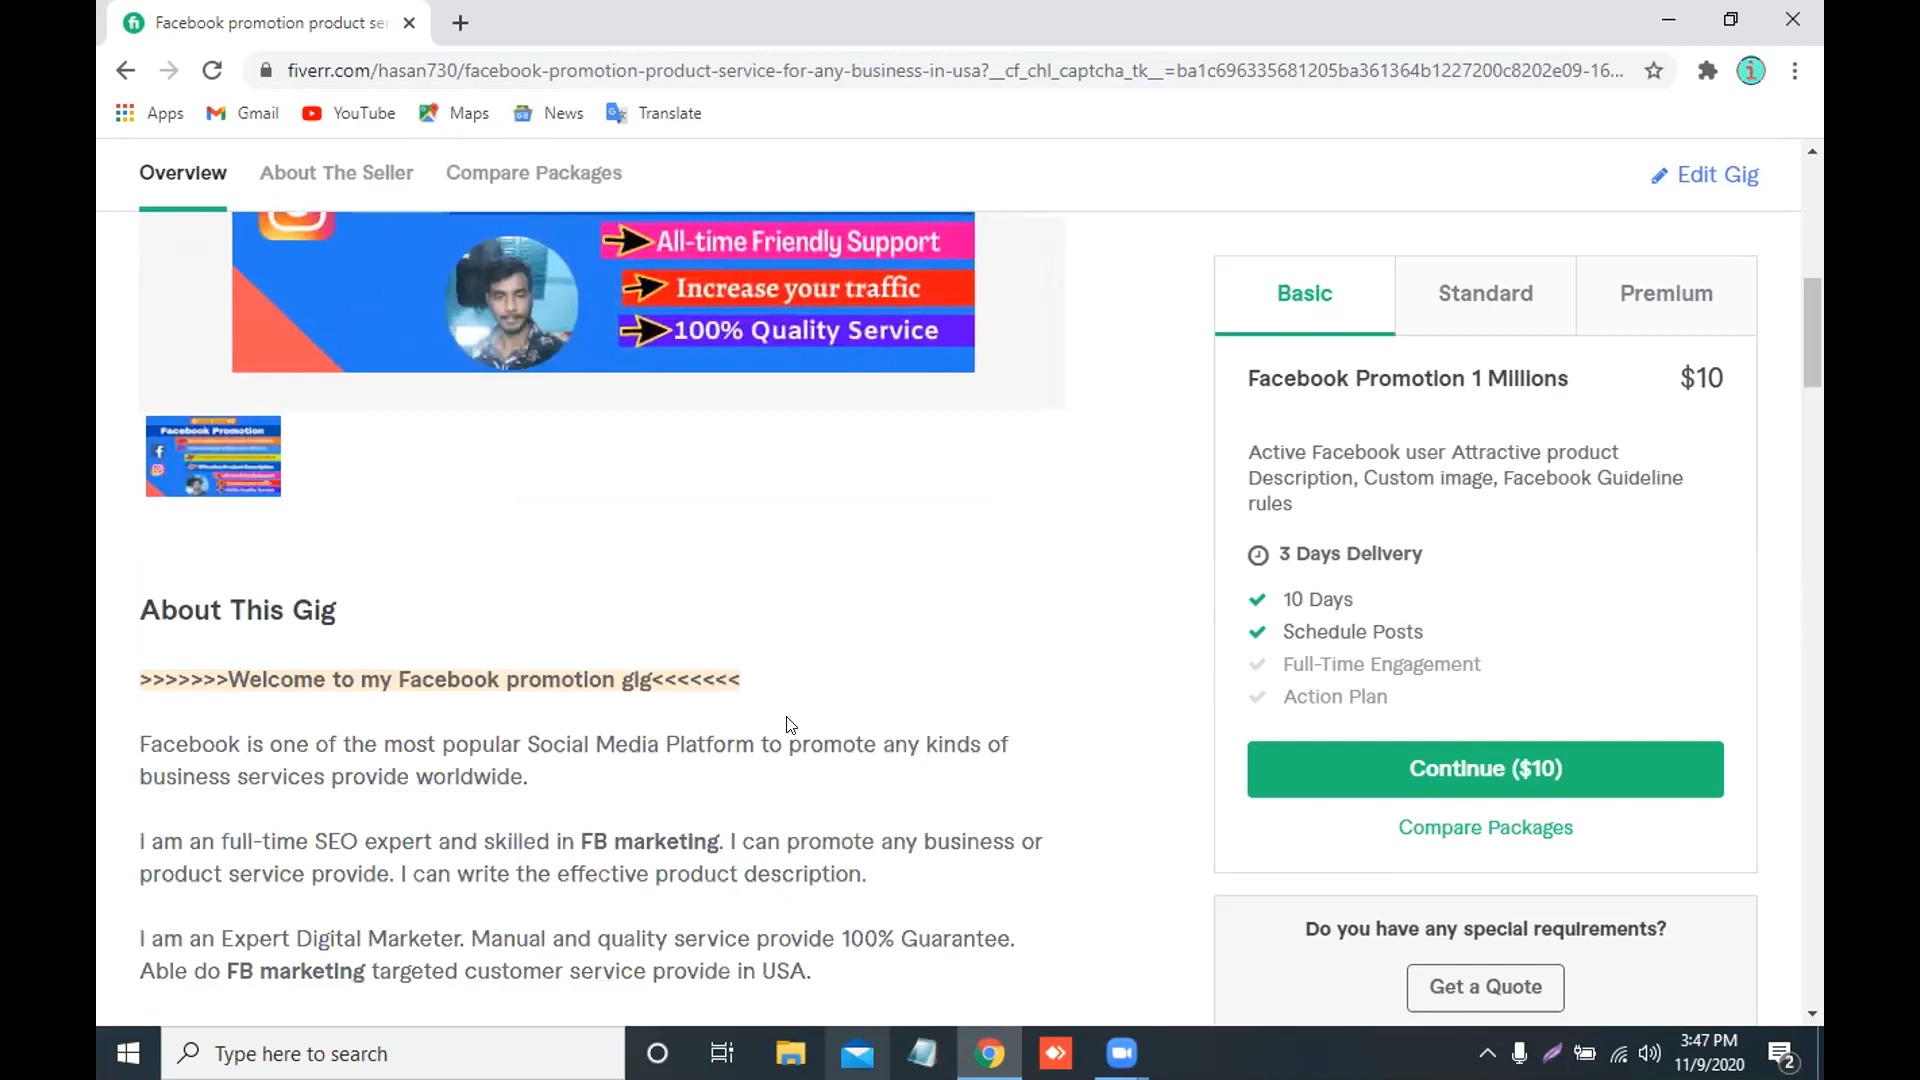 Facebook promotion product se
fiverr.com/hasan730/facebook-promotion-product-service-for-any-business-in-usa?__cf_chl_captcha_tk__=ba1c696335681205ba361364b1227200c8202e09-16...
Apps Gmail YouTube Maps News Translate
Overview About The Seller Compare Packages
Edit Gig
All-time Friendly Support
Increase your traffic
100% Quality Service
Facebook Promotion
Basic Standard Premium
Facebook Promotion 1 Millions $10
Active Facebook user Attractive product
Description, Custom image, Facebook Guideline
rules
3 Days Delivery
10 Days
Schedule Posts
Full-Time Engagement
Action Plan
Continue ($10)
Compare Packages
Do you have any special requirements?
Get a Quote
About This Gig
>>>>>>>Welcome to my Facebook promotion gig<<<<<<<
Facebook is one of the most popular Social Media Platform to promote any kinds of
business services provide worldwide.
I am an full-time SEO expert and skilled in FB marketing. I can promote any business or
product service provide. I can write the effective product description.
I am an Expert Digital Marketer. Manual and quality service provide 100% Guarantee.
Able do FB marketing targeted customer service provide in USA.
Type here to search
3:47 PM
11/9/2020
2